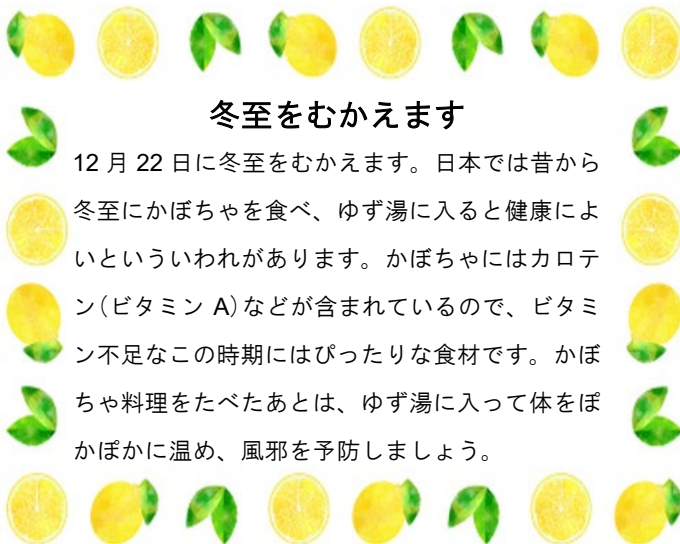 冬至をむかえます
12 月 22 日に冬至をむかえます。日本では昔から
冬至にかぼちゃを食べ、ゆず湯に入ると健康によ
いといういわれがあります。かぼちゃにはカロテ
ン(ビタミン A)などが含まれているので、ビタミ
ン不足なこの時期にはぴったりな食材です。かぼ
ちゃ料理をたべたあとは、ゆず湯に入って体をぽ
かぽかに温め、風邪を予防しましょう。